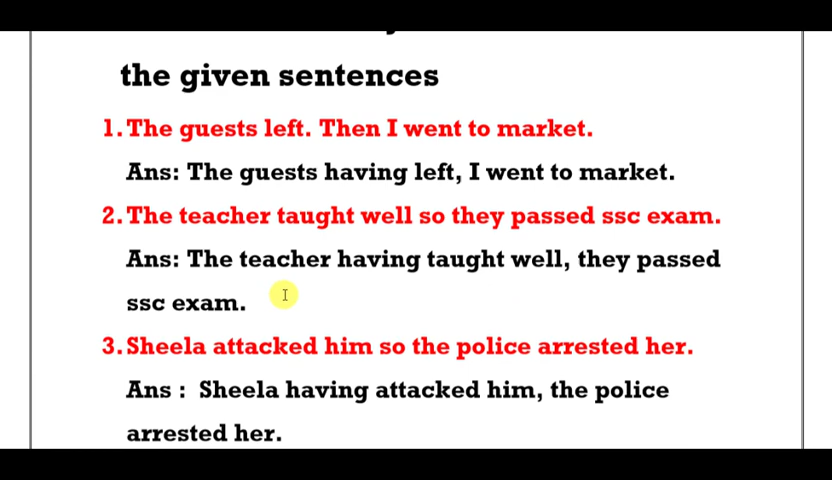 the given sentences
1. The guests left. Then I went to market.
Ans: The guests having left, I went to market.
2. The teacher taught well so they passed ssc exam.
Ans: The teacher having taught well, they passed
ssc exam.
3. Sheela attacked him so the police arrested her.
Ans : Sheela having attacked him, the police
arrested her.